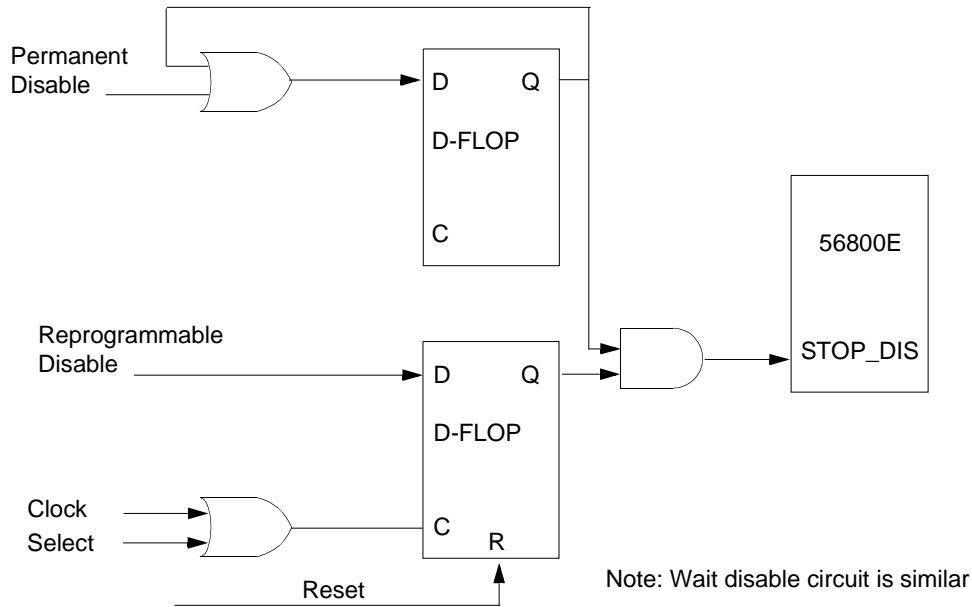 Permanent
Disable
D
Q
D-FLOP
C
56800E
STOP_DIS
Reprogrammable
Disable
D
Q
D-FLOP
Clock
Select
C
R
Reset
Note: Wait disable circuit is similar